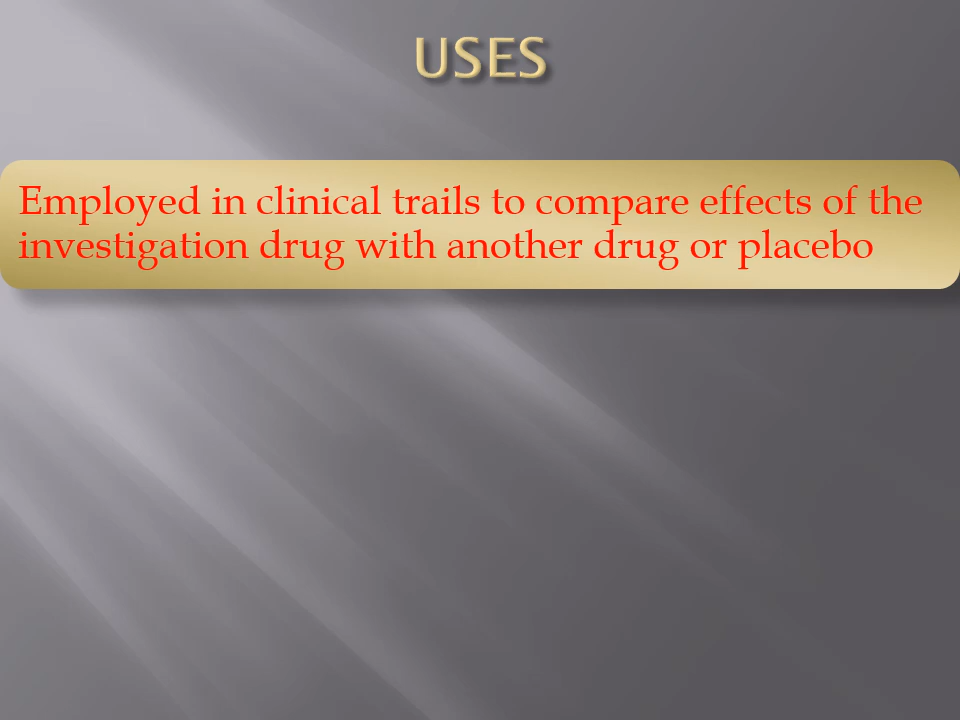 USES
Employed in clinical trails to compare effects of the
investigation drug with another drug or placebo